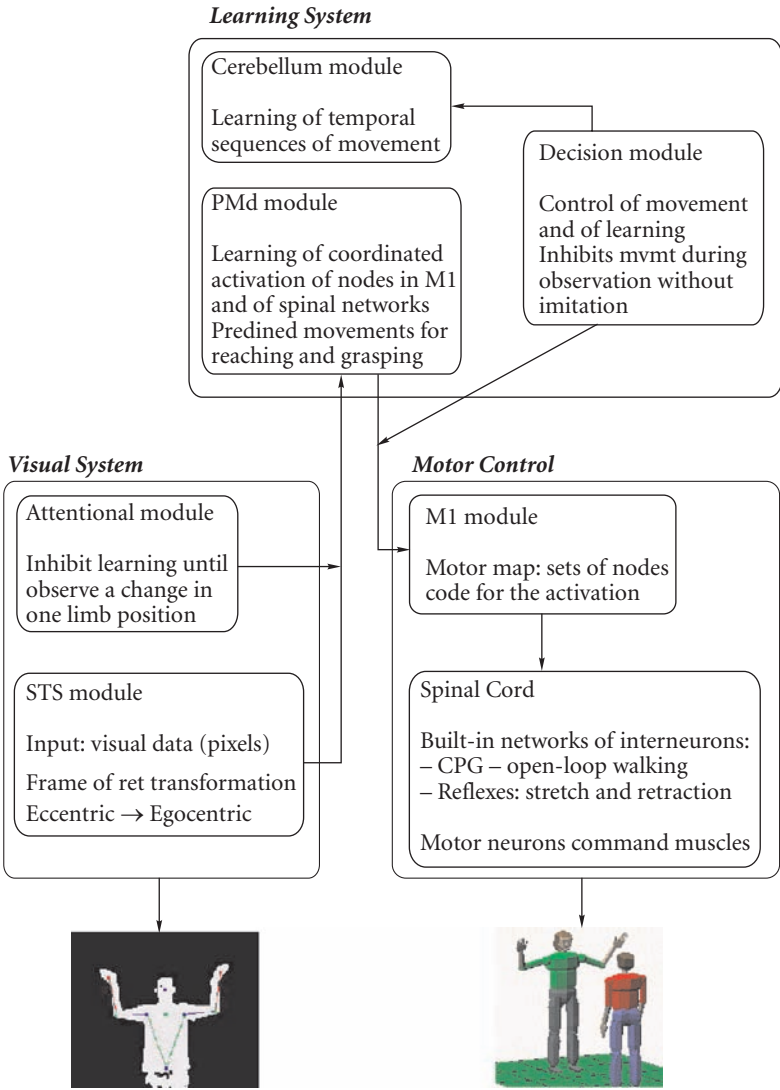 Learning System
Cerebellum module
Learning of temporal
sequences of movement
Decision module
Control of movement
and of learning
Inhibits mvmt during
observation without
imitation
PMd module
Learning of coordinated
activation of nodes in M1
and of spinal networks
Predined movements for
reaching and grasping
Visual System
Attentional module
Inhibit learning until
observe a change in
one limb position
STS module
Input: visual data (pixels)
Frame of ret transformation
Eccentric → Egocentric
Motor Control
M1 module
Motor map: sets of nodes
code for the activation
Spinal Cord
Built-in networks of interneurons:
– CPG – open-loop walking
– Reflexes: stretch and retraction
Motor neurons command muscles